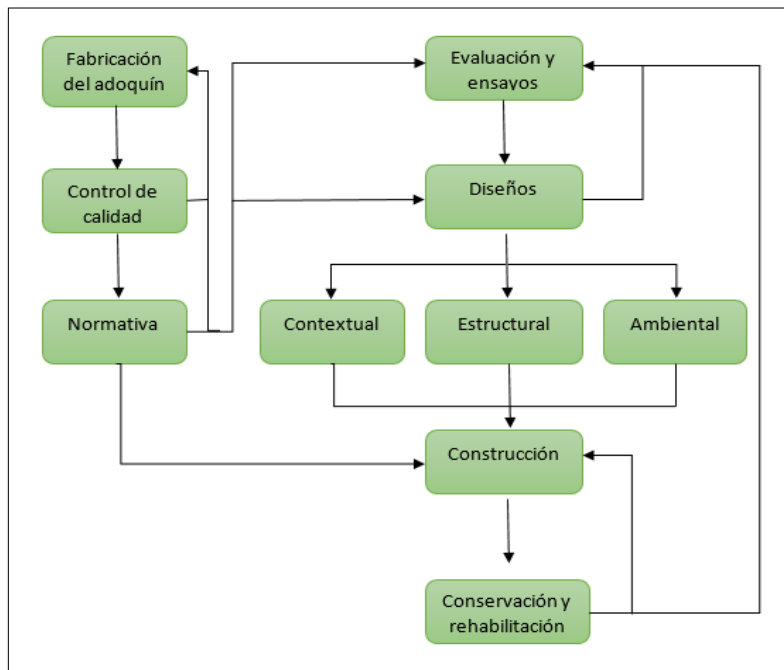 Fabricación
del adoquín
Evaluación y
ensayos
Control de
calidad
Diseños
Normativa
Contextual
Estructural
Ambiental
Construcción
Conservación y
rehabilitación